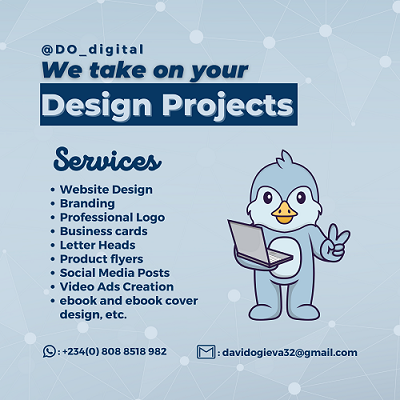 @DO_digital
We take on your
Design Projects
Services
• Website Design
• Branding
• Professional Logo
• Business cards
• Letter Heads
• Product flyers
• Social Media Posts
• Video Ads Creation
• ebook and ebook cover
design, etc.
: +234(0) 808 8518 982
: davidogieva32@gmail.com